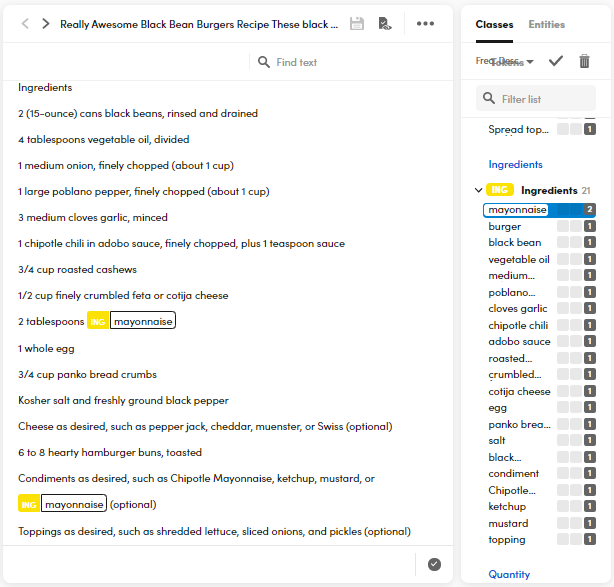 Really Awesome Black Bean Burgers Recipe These black ...
Find text
Ingredients
2 (15-ounce) cans black beans, rinsed and drained
4 tablespoons vegetable oil, divided
1 medium onion, finely chopped (about 1 cup)
1 large poblano pepper, finely chopped (about 1 cup)
3 medium cloves garlic, minced
1 chipotle chili in adobo sauce, finely chopped, plus 1 teaspoon sauce
3/4 cup roasted cashews
1/2 cup finely crumbled feta or cotija cheese
2 tablespoons ING mayonnaise
1 whole egg
3/4 cup panko bread crumbs
Kosher salt and freshly ground black pepper
Cheese as desired, such as pepper jack, cheddar, muenster, or Swiss (optional)
6 to 8 hearty hamburger buns, toasted
Condiments as desired, such as Chipotle Mayonnaise, ketchup, mustard, or
ING mayonnaise (optional)
Toppings as desired, such as shredded lettuce, sliced onions, and pickles (optional)
Classes Entities
Freq. Desc.
Tokens
Filter list
Spread top... 1
Ingredients
ING Ingredients 21
mayonnaise 2
burger 1
black bean 1
vegetable oil 1
medium... 1
poblano... 1
cloves garlic 1
chipotle chili 1
adobo sauce 1
roasted... 1
crumbled... 1
cotija cheese 1
egg 1
panko brea... 1
salt 1
black... 1
condiment 1
Chipotle... 1
ketchup 1
mustard 1
topping 1
Quantity